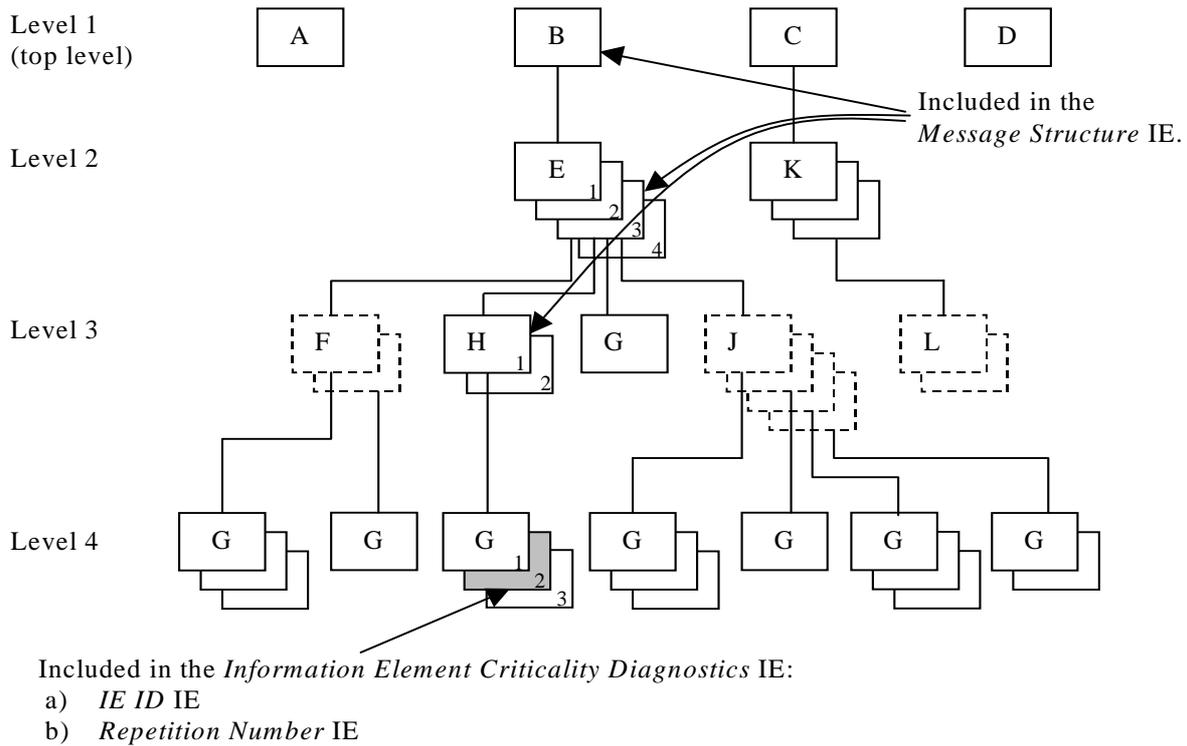 Level 1
(top level)
A
B
C
D
Included in the
Message Structure IE.
Level 2
E
1
2
3
4
K
Level 3
F
H
1
2
G
J
L
Level 4
G
G
G
1
2
3
G
G
G
G
Included in the Information Element Criticality Diagnostics IE:
a) IE ID IE
b) Repetition Number IE